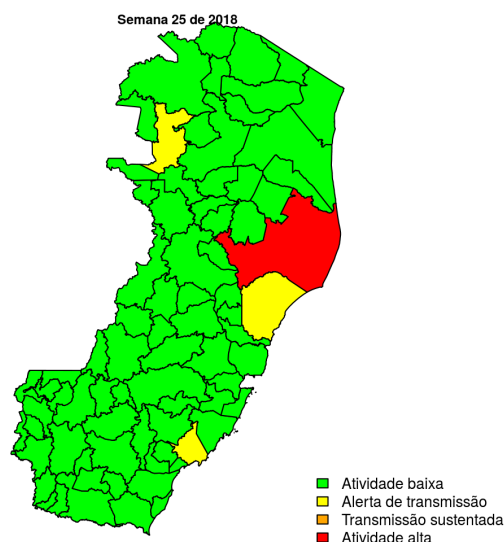 Semana 25 de 2018
Atividade baixa
Alerta de transmissão
Transmissão sustentada
Atividade alta